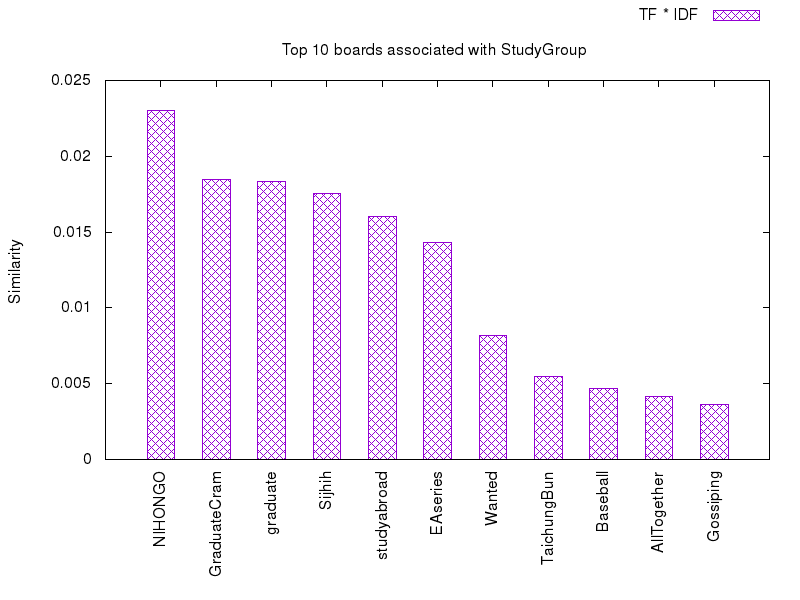 TF * IDF
Top 10 boards associated with StudyGroup
0.025
0.02
0.015
0.01
0.005
0
Similarity
NIHONGO
GraduateCram
graduate
Sijhih
studyabroad
EAseries
Wanted
TaichungBun
Baseball
AllTogether
Gossiping